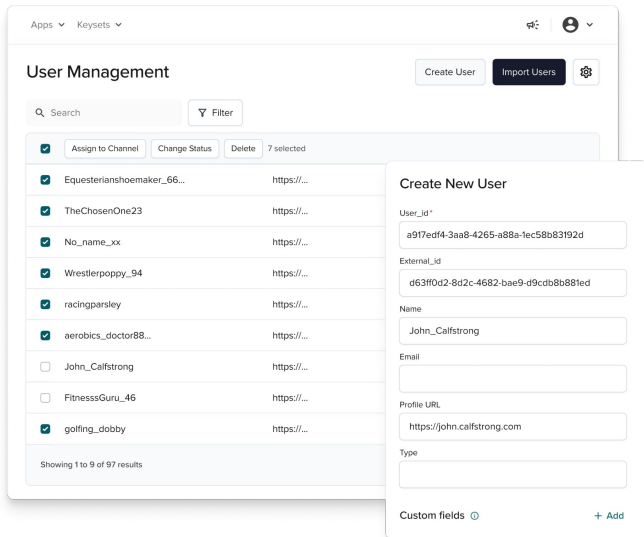 Apps Keysets
User Management
Create User Import Users
Search Filter
Assign to Channel Change Status Delete 7 selected
Equesterianshoemaker_66... https://...
TheChosenOne23 https://...
No_name_xx https://...
Wrestlerpoppy_94 https://...
racingparsley https://...
aerobics_doctor88... https://...
John_Calfstrong https://...
FitnesssGuru_46 https://...
golfing_dobby https://...
Showing 1 to 9 of 97 results
Create New User
User_id*
a917edf4-3aa8-4265-a88a-1ec58b83192d
External_id
d63ff0d2-8d2c-4682-bae9-d9cdb8b881ed
Name
John_Calfstrong
Email
Profile URL
https://john.calfstrong.com
Type
Custom fields + Add